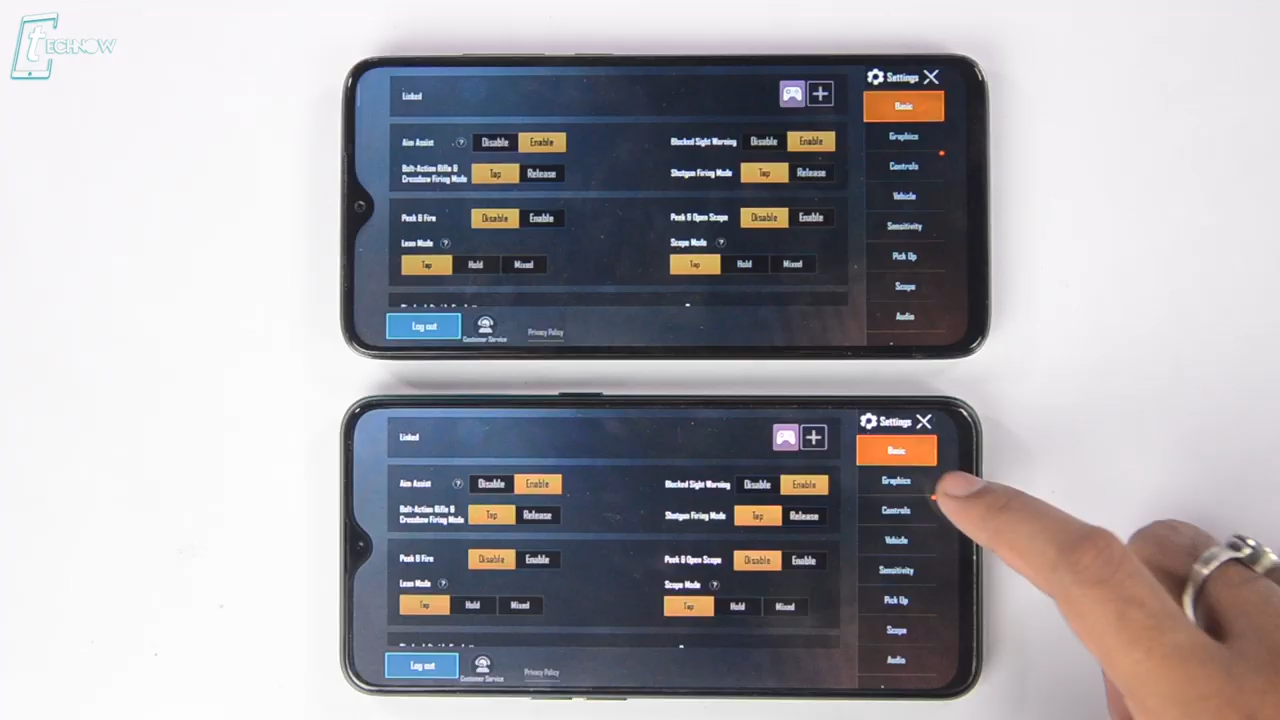 tECHNOW
Linked
Settings
Basic
Aim Assist ? Disable Enable
Blocked Sight Warning Disable Enable
Graphics
Bolt-Action Rifle &
Crossbow Firing Mode Tap Release
Shotgun Firing Mode Tap Release
Controls
Vehicle
Peek & Fire Disable Enable
Peek & Open Scope Disable Enable
Sensitivity
Lean Mode ?
Scope Mode ?
Pick Up
Tap Hold Mixed
Tap Hold Mixed
Scope
Audio
Log out
Customer Service
Privacy Policy
Linked
Settings
Basic
Aim Assist ? Disable Enable
Blocked Sight Warning Disable Enable
Graphics
Bolt-Action Rifle &
Crossbow Firing Mode Tap Release
Shotgun Firing Mode Tap Release
Controls
Vehicle
Peek & Fire Disable Enable
Peek & Open Scope Disable Enable
Sensitivity
Lean Mode ?
Scope Mode ?
Pick Up
Tap Hold Mixed
Tap Hold Mixed
Scope
Audio
Log out
Customer Service
Privacy Policy